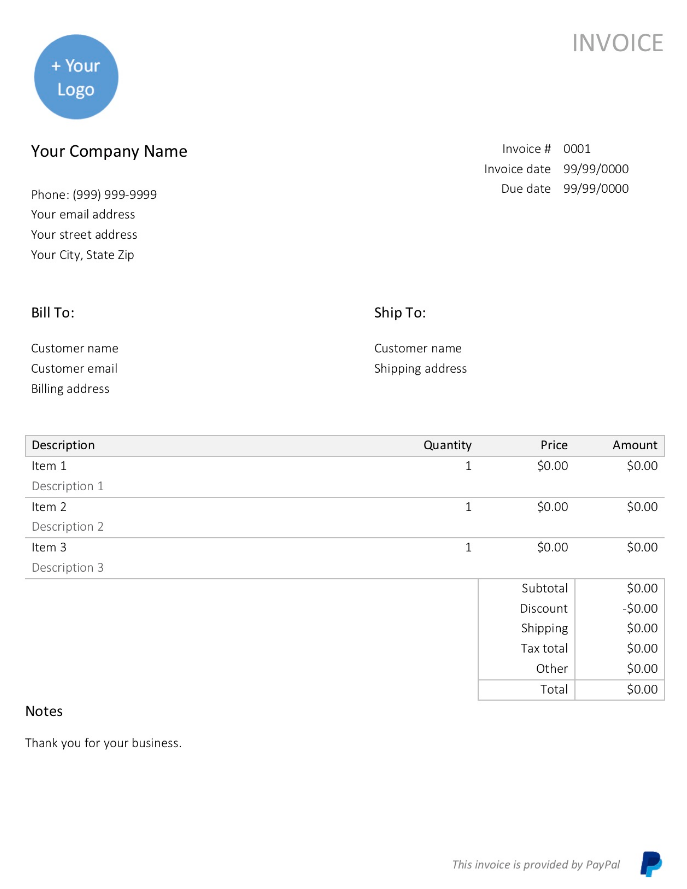 INVOICE
+ Your
Logo
Your Company Name
Invoice # 0001
Invoice date 99/99/0000
Due date 99/99/0000
Phone: (999) 999-9999
Your email address
Your street address
Your City, State Zip
Bill To:
Customer name
Customer email
Billing address
Ship To:
Customer name
Shipping address
Description Quantity Price Amount
Item 1 1 $0.00 $0.00
Description 1
Item 2 1 $0.00 $0.00
Description 2
Item 3 1 $0.00 $0.00
Description 3
Subtotal $0.00
Discount -$0.00
Shipping $0.00
Tax total $0.00
Other $0.00
Total $0.00
Notes
Thank you for your business.
This invoice is provided by PayPal